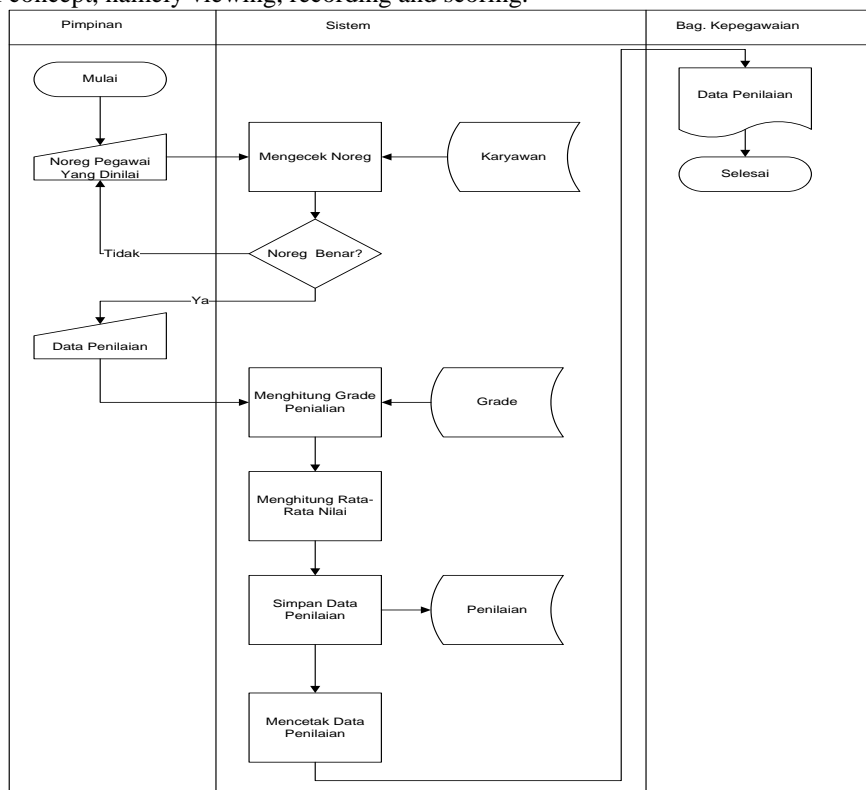 concept, namely viewing, recording and scoring.
Pimpinan
Sistem
Bag. Kepegawaian
Mulai
Data Penilaian
Noreg Pegawai
Yang Dinilai
Mengecek Noreg
Karyawan
Selesai
Tidak
Noreg Benar?
Ya
Data Penilaian
Menghitung Grade
Penialian
Grade
Menghitung Rata-
Rata Nilai
Simpan Data
Penilaian
Penilaian
Mencetak Data
Penilaian